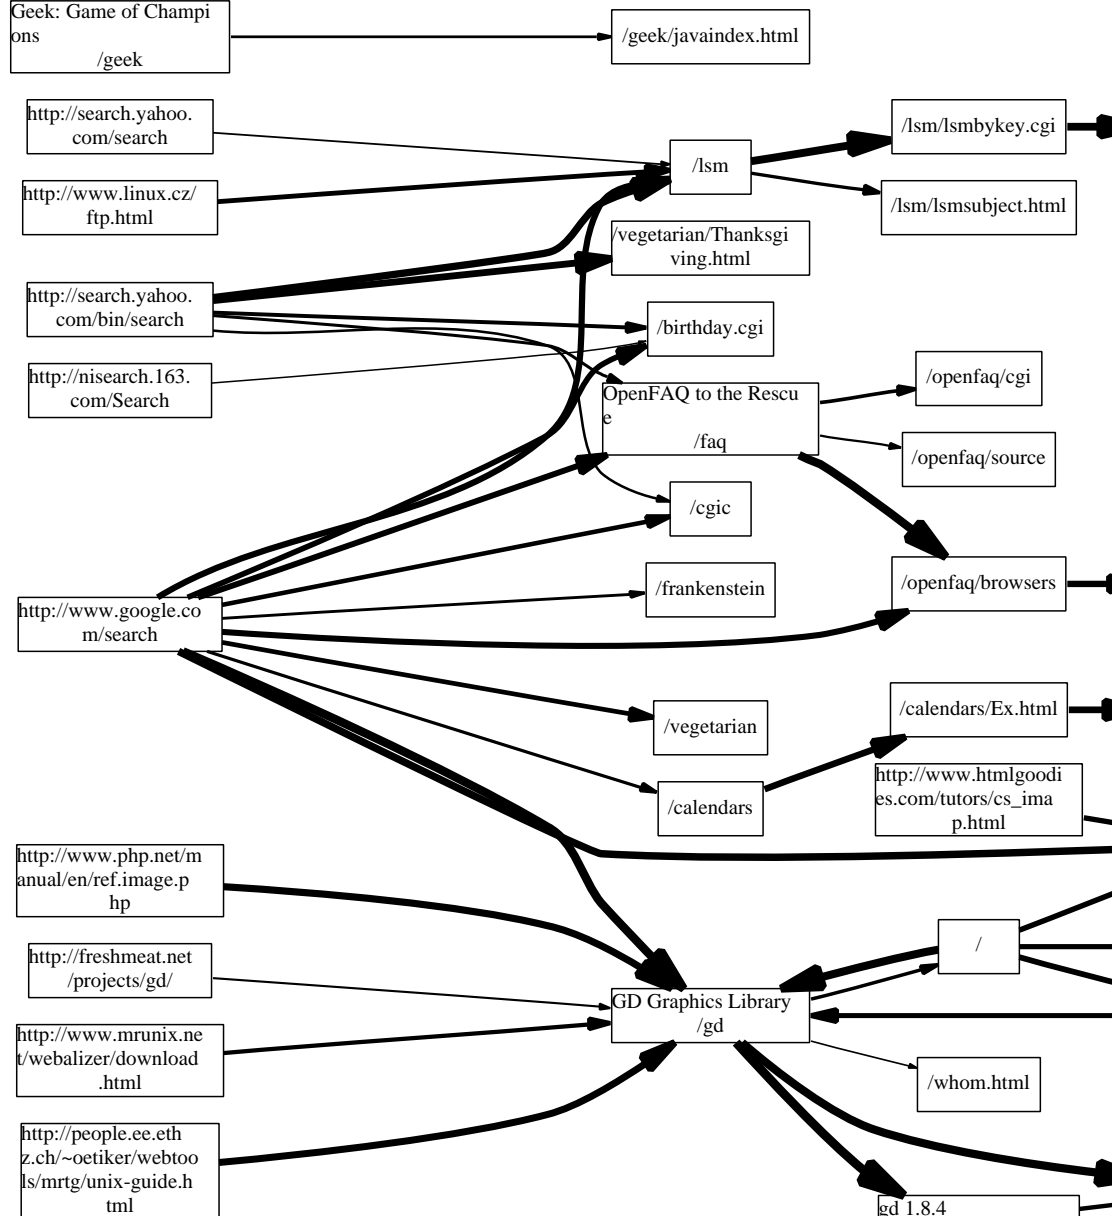 Geek: Game of Champi
ons
/geek
/geek/javaindex.html
http://search.yahoo.
com/search
/lsm/lsmbykey.cgi
/lsm
http://www.linux.cz/
ftp.html
/lsm/lsmsubject.html
/vegetarian/Thanksgi
ving.html
http://search.yahoo.
com/bin/search
/birthday.cgi
http://nisearch.163.
com/Search
/openfaq/cgi
OpenFAQ to the Rescu
e
/faq
/openfaq/source
/cgic
/openfaq/browsers
/frankenstein
http://www.google.co
m/search
/calendars/Ex.html
/vegetarian
http://www.htmlgoodi
es.com/tutors/cs_ima
p.html
/calendars
http://www.php.net/m
anual/en/ref.image.p
hp
/
http://freshmeat.net
/projects/gd/
GD Graphics Library
/gd
http://www.mrunix.ne
t/webalizer/download
.html
/whom.html
http://people.ee.eth
z.ch/~oetiker/webtoo
ls/mrtg/unix-guide.h
tml
gd 1.8.4